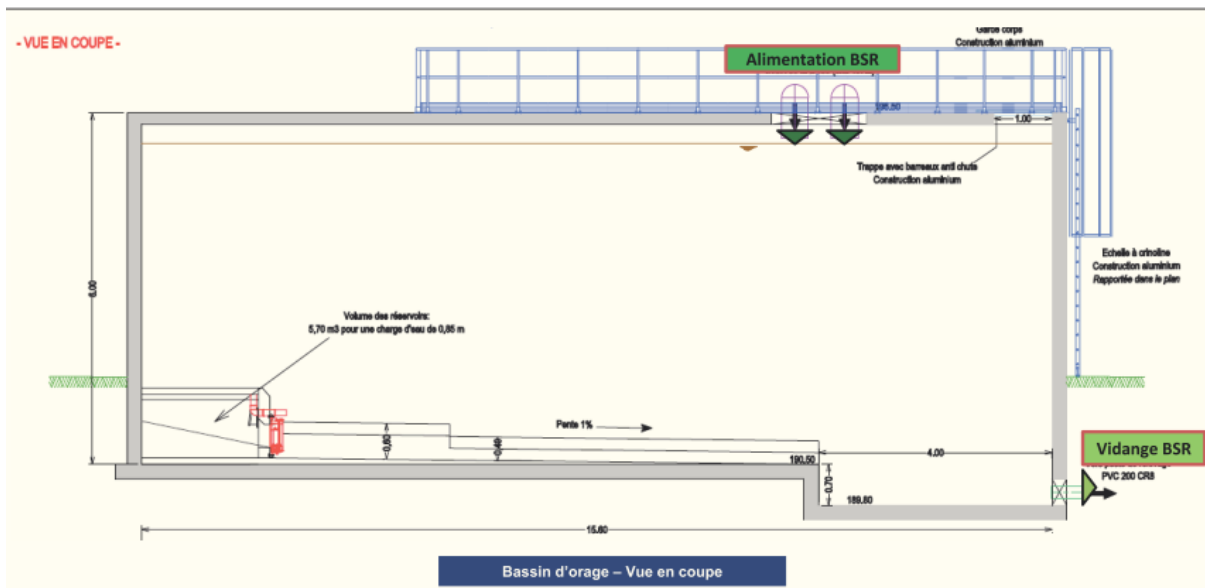 - VUE EN COUPE -
Garde corps
Construction aluminium
Alimentation BSR
1.00
Trappe avec barreaux anti chute
Construction aluminium
Echelle à crinoline
Construction aluminium
Rapportée dans le plan
6.00
Volume des réservoirs:
5,70 m3 pour une charge d'eau de 0,85 m
Pente 1%
0,60
0,49
190.50
4.00
0.70
189.80
Vidange BSR
PVC 200 CR8
15.60
Bassin d'orage – Vue en coupe